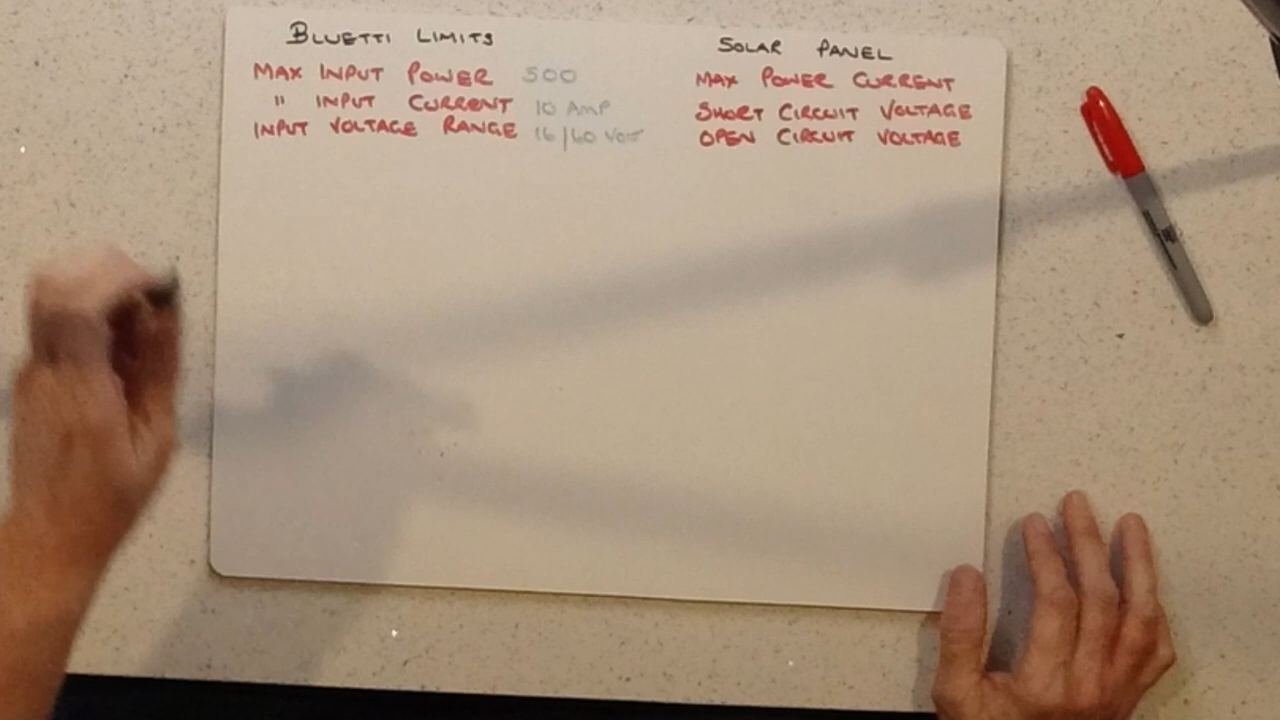 BLUETTI LIMITS
MAX INPUT POWER 500
" INPUT CURRENT 10 AMP
INPUT VOLTAGE RANGE 16/60 VOLT
SOLAR PANEL
MAX POWER CURRENT
SHORT CIRCUIT VOLTAGE
OPEN CIRCUIT VOLTAGE